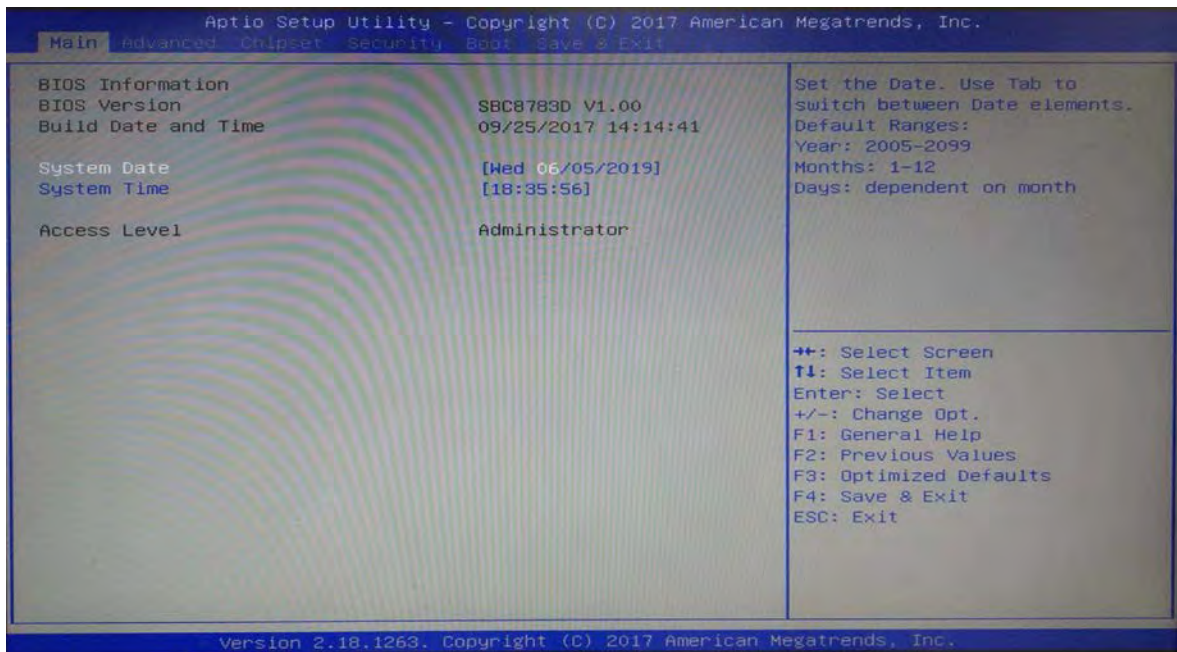 Aptio Setup Utility - Copyright (C) 2017 American Megatrends, Inc.
Main Advanced Chipset Security Boot Save & Exit
BIOS Information
BIOS Version SBC8783D V1.00
Build Date and Time 09/25/2017 14:14:41
System Date [Wed 06/05/2019]
System Time [18:35:56]
Access Level Administrator
Set the Date. Use Tab to
switch between Date elements.
Default Ranges:
Year: 2005-2099
Months: 1-12
Days: dependent on month
→←: Select Screen
↑↓: Select Item
Enter: Select
+/-: Change Opt.
F1: General Help
F2: Previous Values
F3: Optimized Defaults
F4: Save & Exit
ESC: Exit
Version 2.18.1263. Copyright (C) 2017 American Megatrends, Inc.